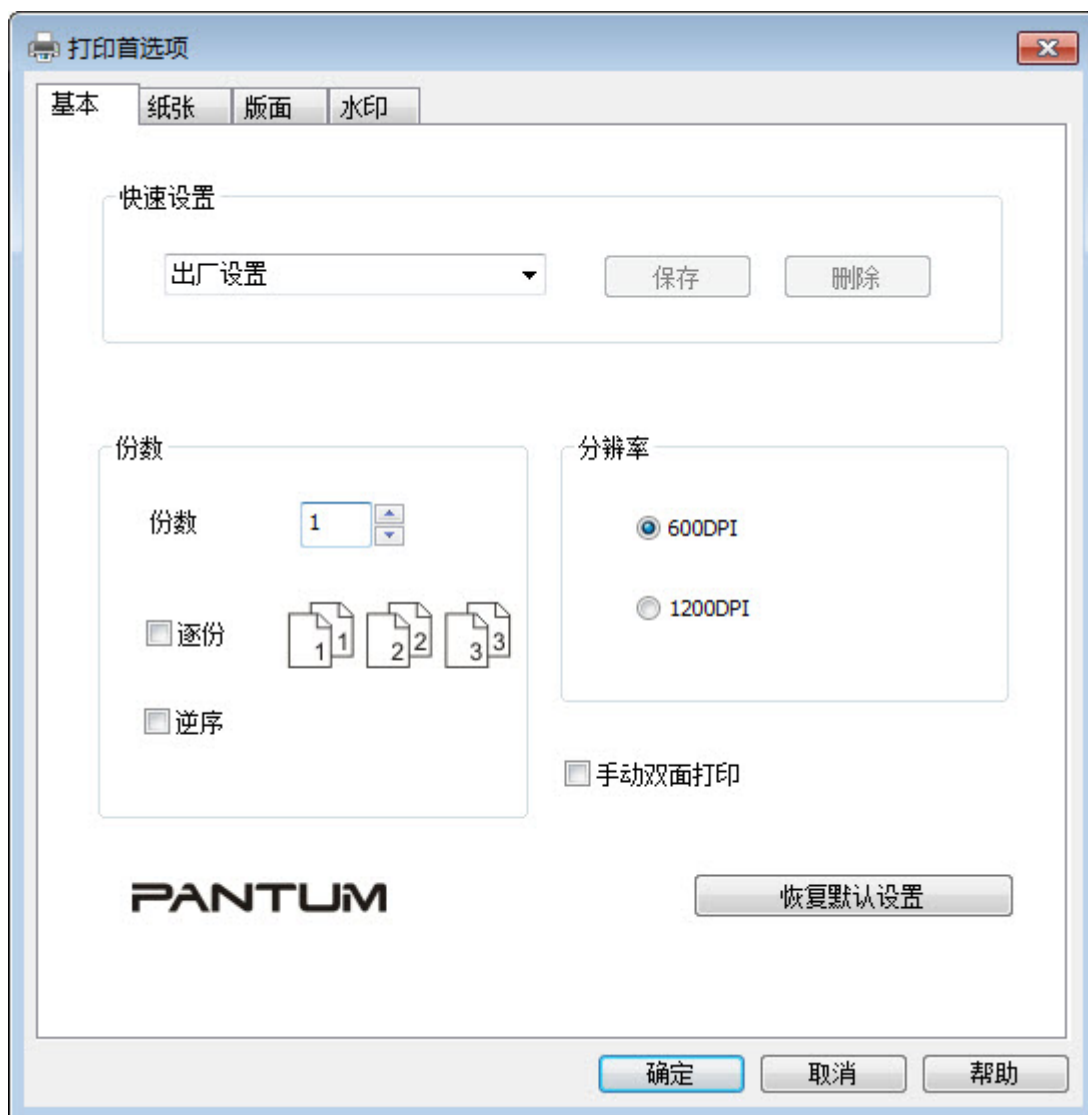 打印首选项
基本 纸张 版面 水印
快速设置
出厂设置 保存 删除
份数
份数 1
逐份 1 1 2 2 3 3
逆序
分辨率
600DPI
1200DPI
手动双面打印
PANTUM 恢复默认设置
确定 取消 帮助